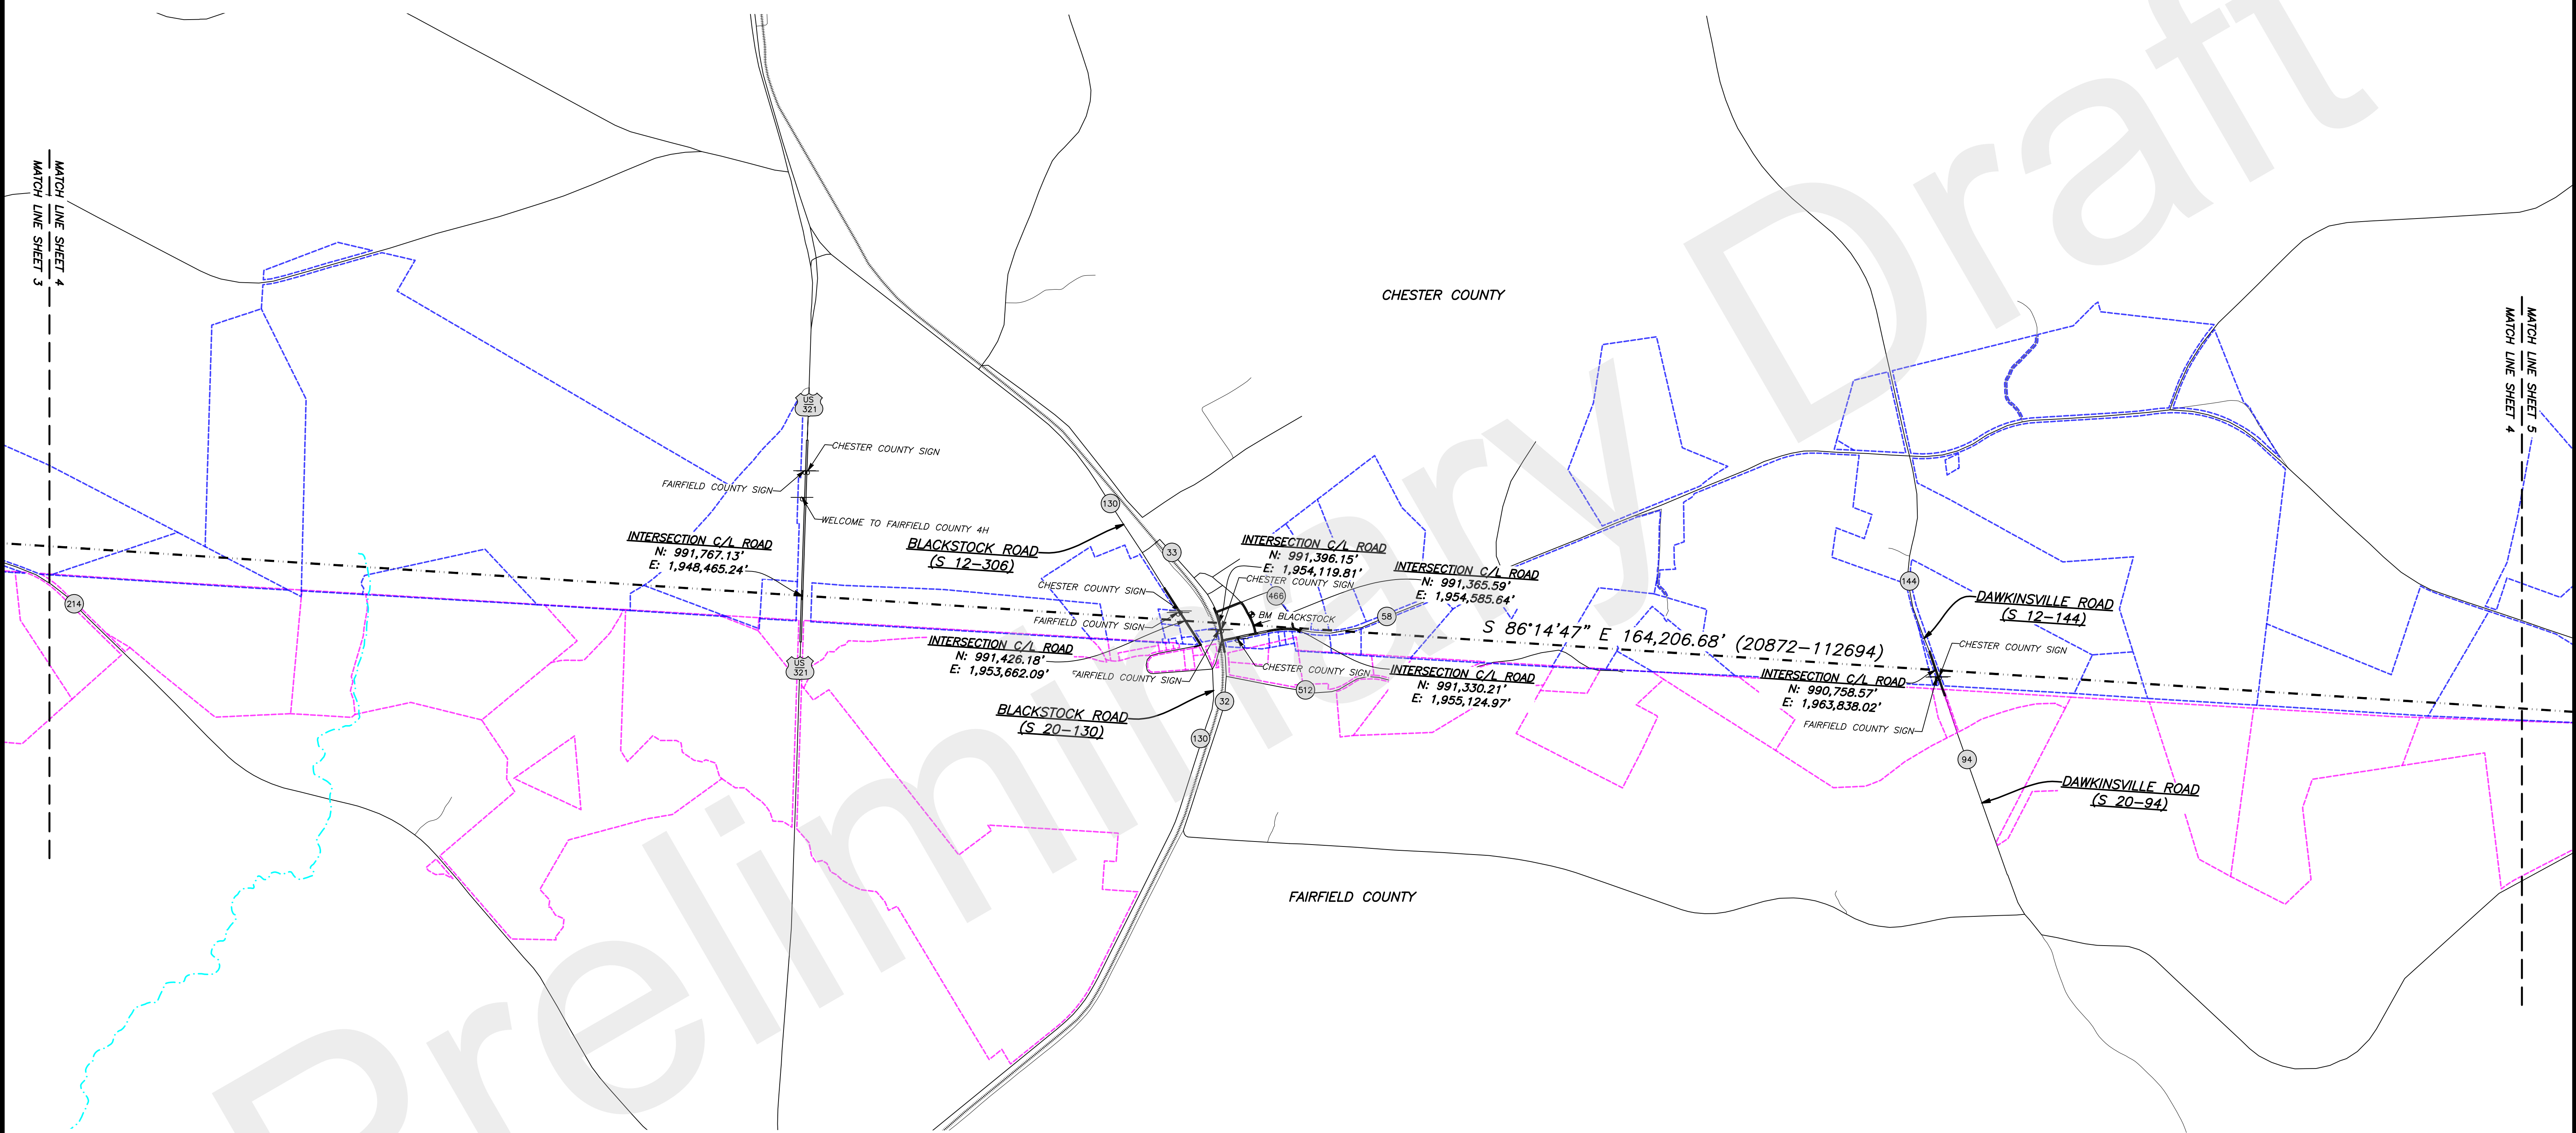 MATCH LINE SHEET 4
MATCH LINE SHEET 3
CHESTER COUNTY
MATCH LINE SHEET 5
MATCH LINE SHEET 4
US
321
CHESTER COUNTY SIGN
FAIRFIELD COUNTY SIGN
WELCOME TO FAIRFIELD COUNTY 4H
INTERSECTION C/L ROAD
N: 991,767.13'
E: 1,948,465.24'
130
BLACKSTOCK ROAD
(S 12-306)
33
INTERSECTION C/L ROAD
N: 991,396.15'
E: 1,954,119.81'
CHESTER COUNTY SIGN
466
BM BLACKSTOCK
INTERSECTION C/L ROAD
N: 991,365.59'
E: 1,954,585.64'
CHESTER COUNTY SIGN
FAIRFIELD COUNTY SIGN
58
144
DAWKINSVILLE ROAD
(S 12-144)
214
S 86°14'47" E 164,206.68' (20872-112694)
INTERSECTION C/L ROAD
N: 991,426.18'
E: 1,953,662.09'
FAIRFIELD COUNTY SIGN
CHESTER COUNTY SIGN
CHESTER COUNTY SIGN
US
321
512
INTERSECTION C/L ROAD
N: 991,330.21'
E: 1,955,124.97'
INTERSECTION C/L ROAD
N: 990,758.57'
E: 1,963,838.02'
FAIRFIELD COUNTY SIGN
32
BLACKSTOCK ROAD
(S 20-130)
130
94
DAWKINSVILLE ROAD
(S 20-94)
FAIRFIELD COUNTY
Preliminary Draft